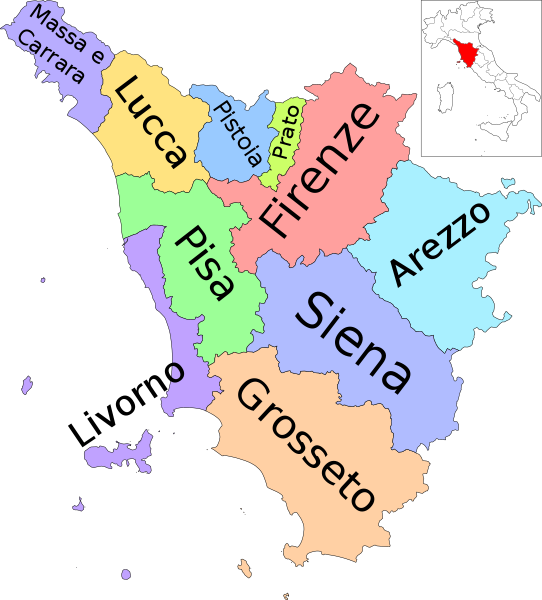 Massa e
Carrara
Lucca
Pistoia
Prato
Firenze
Pisa
Arezzo
Siena
Livorno
Grosseto